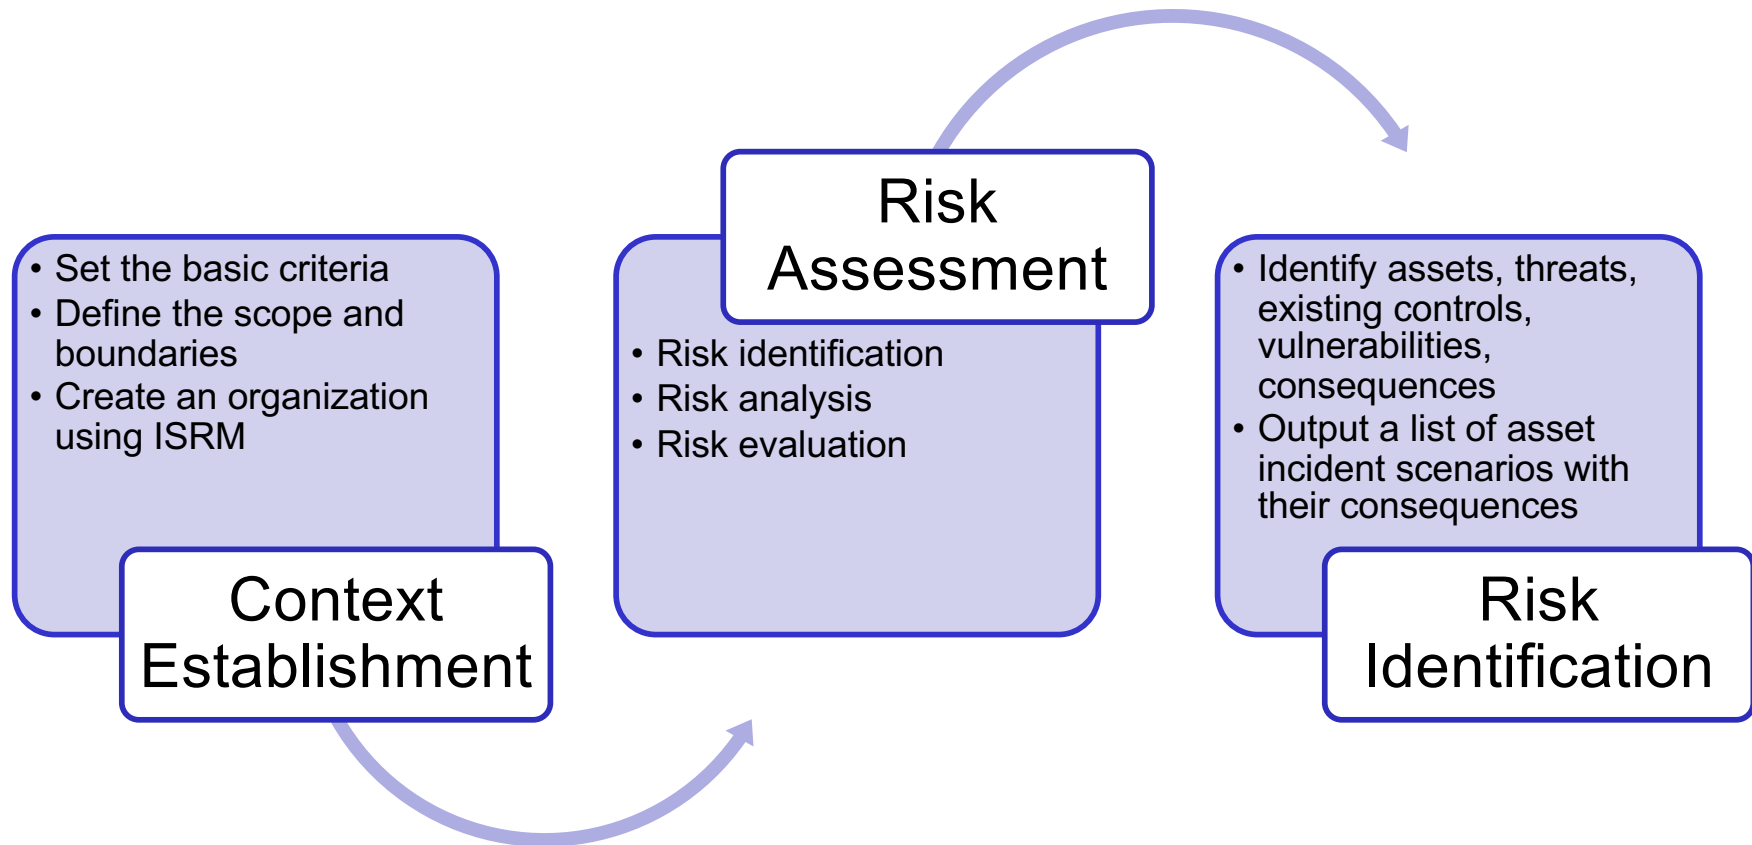 • Set the basic criteria
• Define the scope and
boundaries
• Create an organization
using ISRM
Context
Establishment
Risk
Assessment
• Risk identification
• Risk analysis
• Risk evaluation
• Identify assets, threats,
existing controls,
vulnerabilities,
consequences
• Output a list of asset
incident scenarios with
their consequences
Risk
Identification